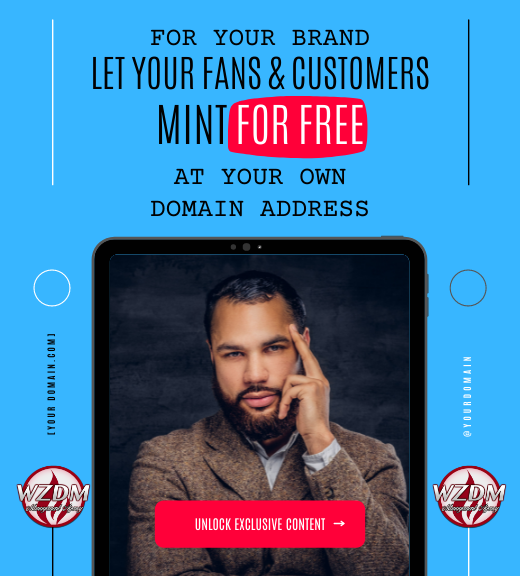 FOR YOUR BRAND
LET YOUR FANS & CUSTOMERS
MINT FOR FREE
AT YOUR OWN
DOMAIN ADDRESS
[YOUR DOMAIN.COM]
@YOURDOMAIN
WZDM
WZDM
UNLOCK EXCLUSIVE CONTENT →